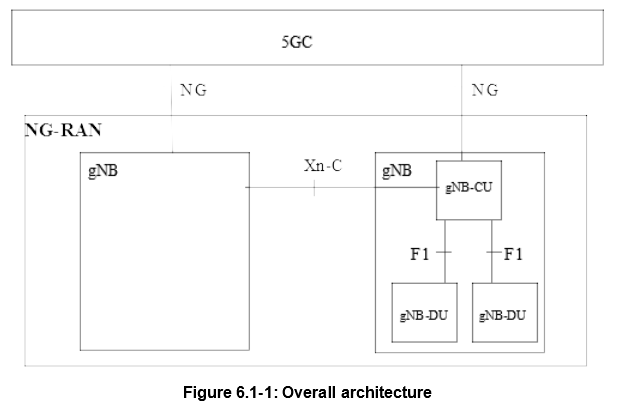 5GC
NG NG
NG-RAN
gNB Xn-C gNB
gNB-CU
F1 F1
gNB-DU gNB-DU
Figure 6.1-1: Overall architecture